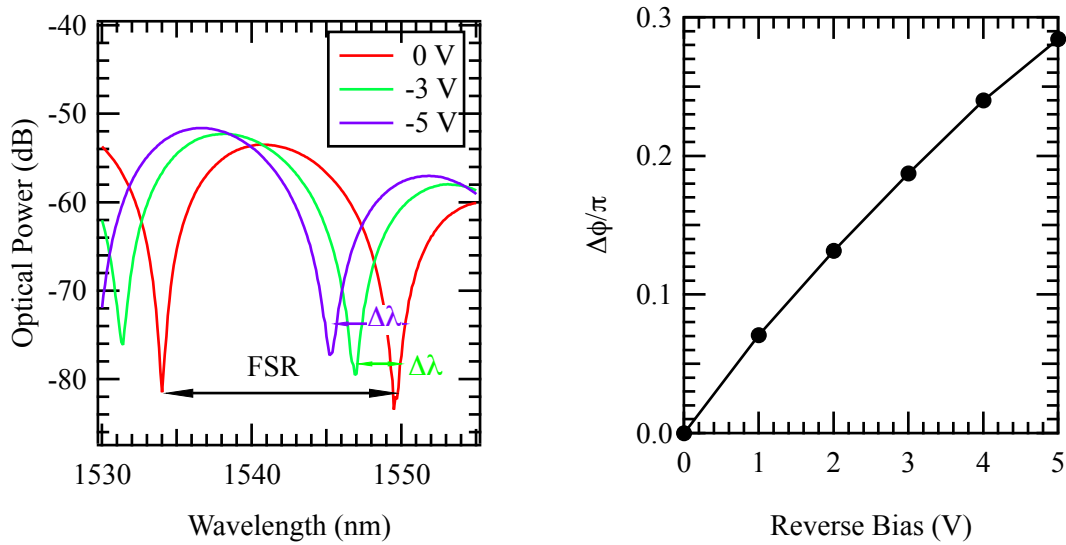 -40
-50
-60
-70
-80
1530
1540
1550
Optical Power (dB)
Wavelength (nm)
0 V
-3 V
-5 V
Δλ
Δλ
FSR
0.3
0.2
0.1
0.0
0
1
2
3
4
5
Δϕ/π
Reverse Bias (V)